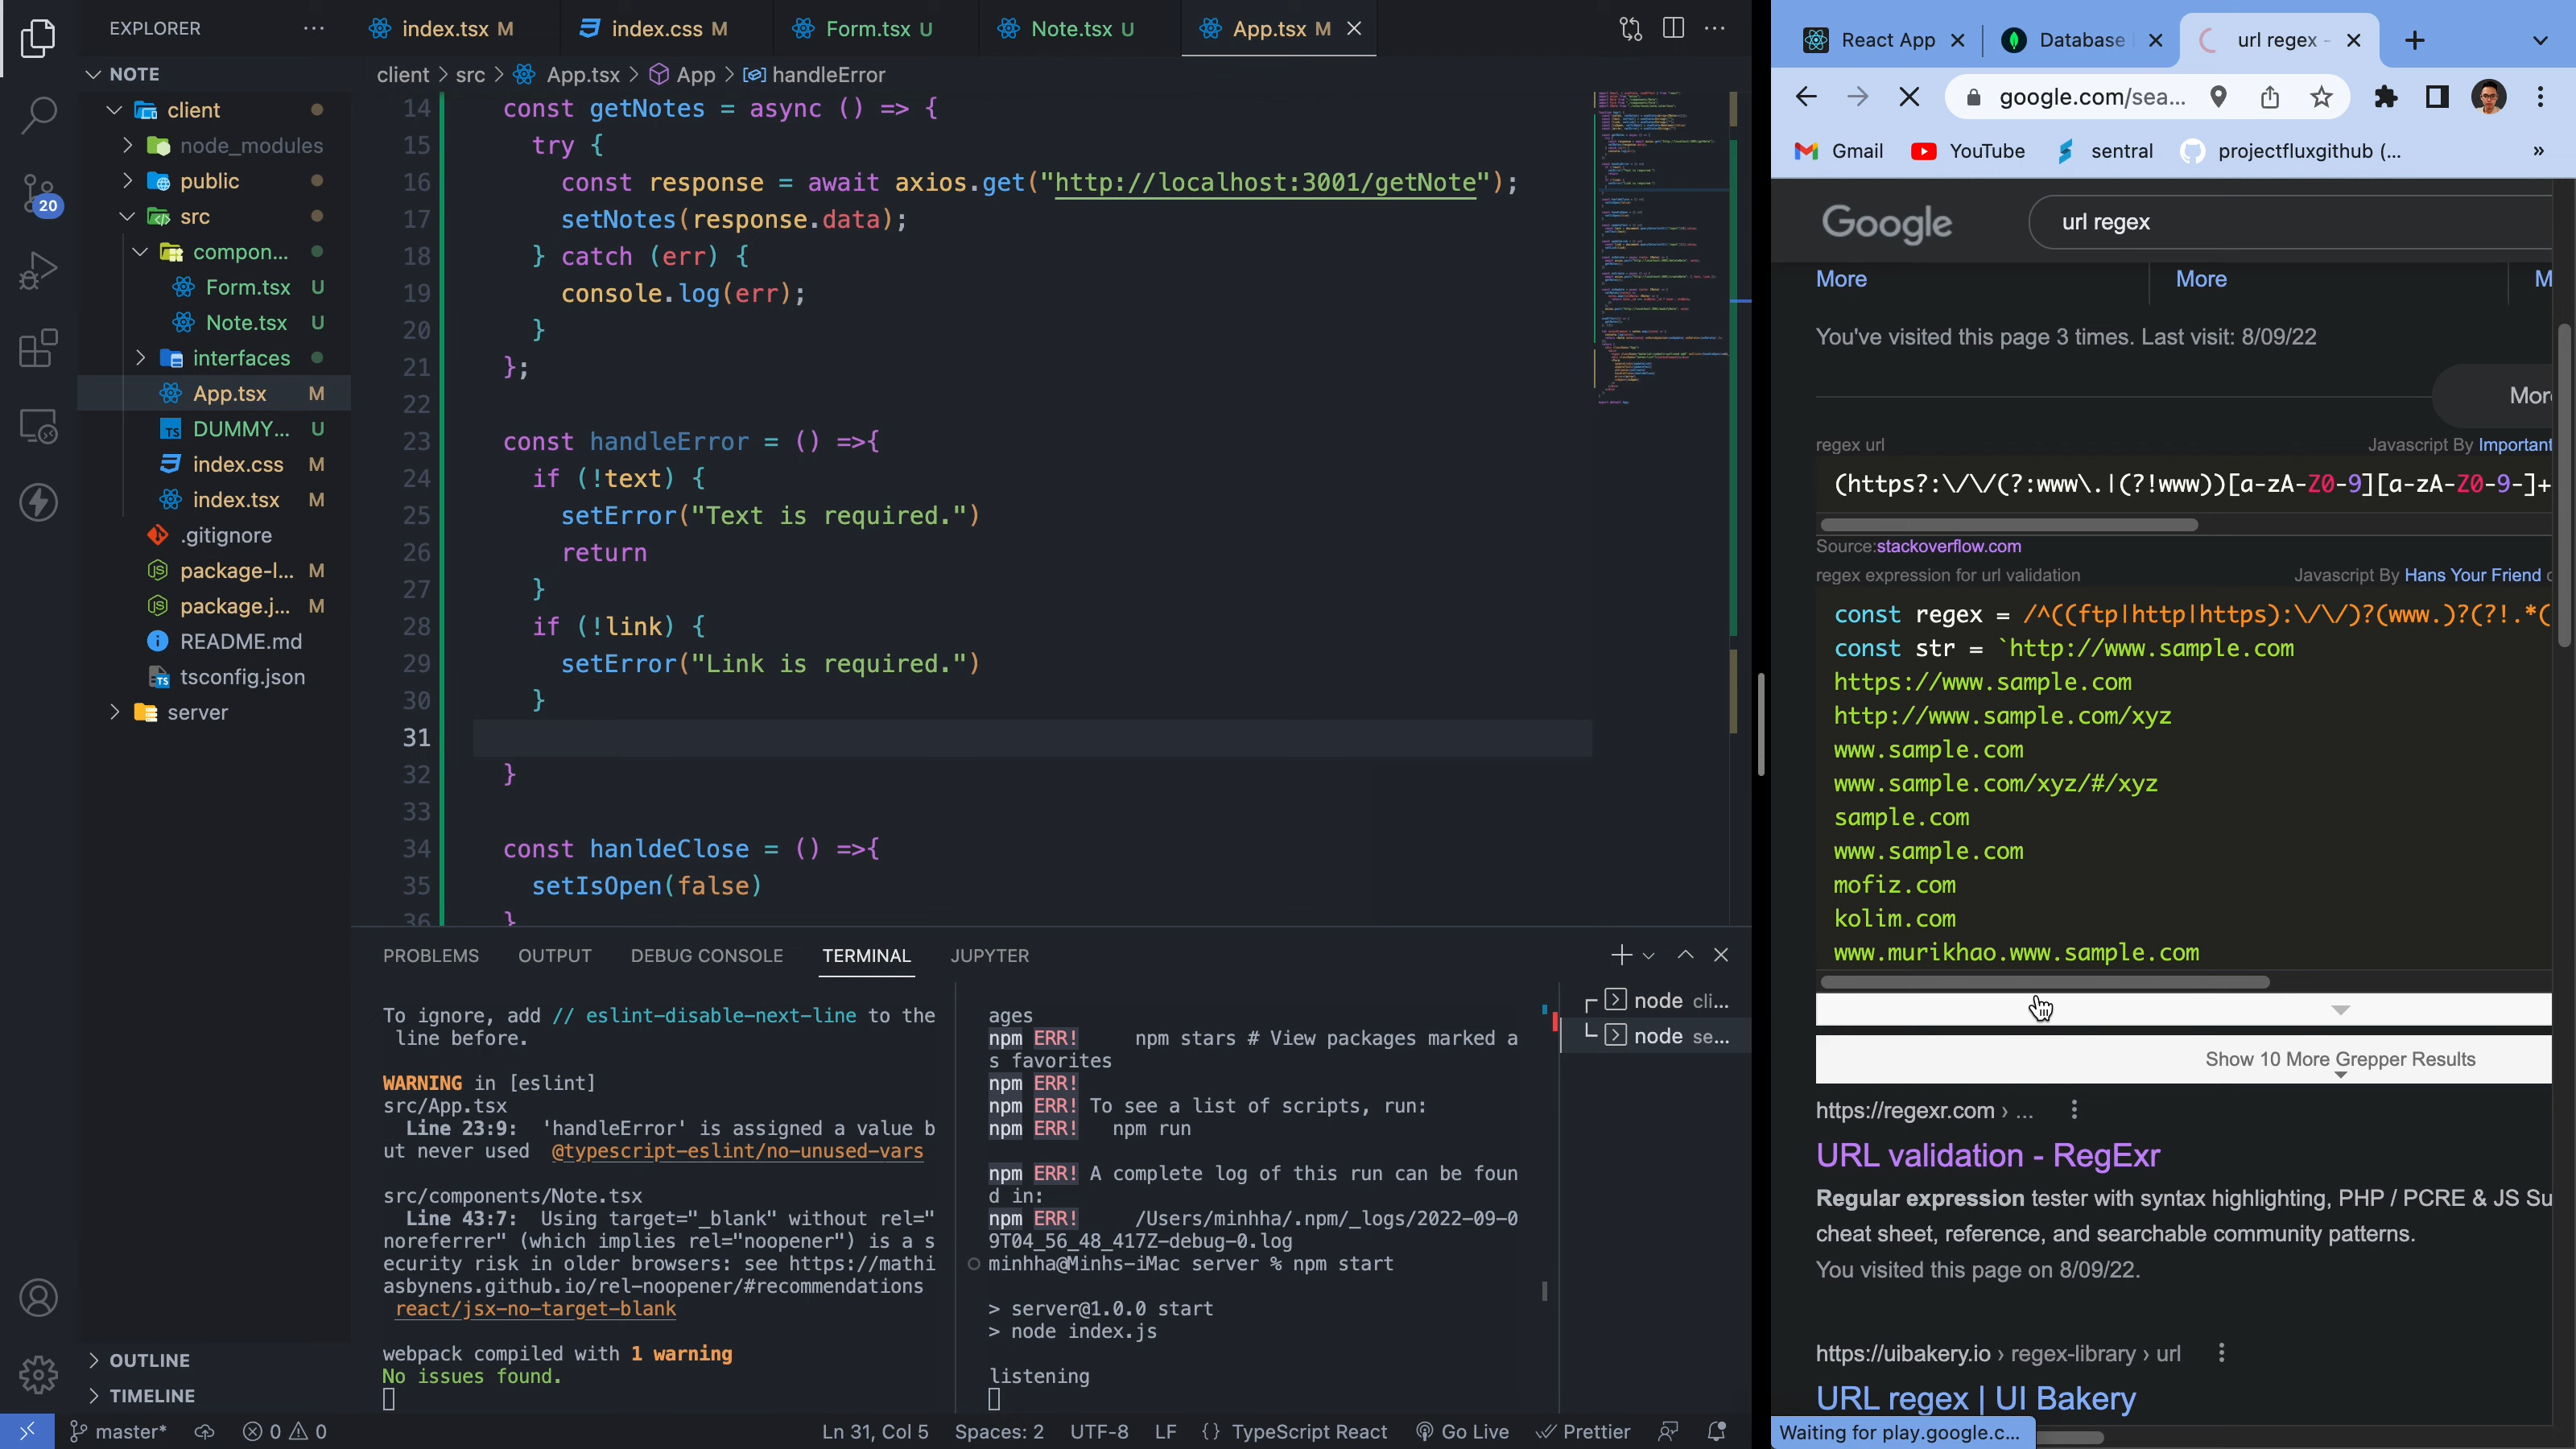 EXPLORER
NOTE
client
node_modules
public
src
compon...
Form.tsx U
Note.tsx U
interfaces
App.tsx M
DUMMY... U
index.css M
index.tsx M
.gitignore
package-l... M
package.j... M
README.md
tsconfig.json
server
OUTLINE
TIMELINE
20
index.tsx M
index.css M
Form.tsx U
Note.tsx U
App.tsx M
client > src > App.tsx > App > handleError
14 const getNotes = async () => {
15 try {
16 const response = await axios.get("http://localhost:3001/getNote");
17 setNotes(response.data);
18 } catch (err) {
19 console.log(err);
20 }
21 };
22
23 const handleError = () =>{
24 if (!text) {
25 setError("Text is required.")
26 return
27 }
28 if (!link) {
29 setError("Link is required.")
30 }
31
32 }
33
34 const hanldeClose = () =>{
35 setIsOpen(false)
36 }
PROBLEMS OUTPUT DEBUG CONSOLE TERMINAL JUPYTER
To ignore, add // eslint-disable-next-line to the
line before.
WARNING in [eslint]
src/App.tsx
Line 23:9: 'handleError' is assigned a value b
ut never used @typescript-eslint/no-unused-vars
src/components/Note.tsx
Line 43:7: Using target="_blank" without rel="
noreferrer" (which implies rel="noopener") is a s
ecurity risk in older browsers: see https://mathi
asbynens.github.io/rel-noopener/#recommendations
react/jsx-no-target-blank
webpack compiled with 1 warning
No issues found.
ages
npm ERR! npm stars # View packages marked a
s favorites
npm ERR!
npm ERR! To see a list of scripts, run:
npm ERR! npm run
npm ERR! A complete log of this run can be foun
d in:
npm ERR! /Users/minhha/.npm/_logs/2022-09-0
9T04_56_48_417Z-debug-0.log
minhha@Minhs-iMac server % npm start
> server@1.0.0 start
> node index.js
listening
node cli...
node se...
master* 0 0 Ln 31, Col 5 Spaces: 2 UTF-8 LF {} TypeScript React Go Live Prettier
React App
Database
url regex -
google.com/sea...
Gmail YouTube sentral projectfluxgithub (... »
Google
url regex
More More M
You've visited this page 3 times. Last visit: 8/09/22
More
regex url Javascript By Important
(https?:\/\/(?:www\.|(?!www))[a-zA-Z0-9][a-zA-Z0-9-]+
Source:stackoverflow.com
regex expression for url validation Javascript By Hans Your Friend
const regex = /^((ftp|http|https):\/\/)?(www.)?(?!.*(
const str = `http://www.sample.com
https://www.sample.com
http://www.sample.com/xyz
www.sample.com
www.sample.com/xyz/#/xyz
sample.com
www.sample.com
mofiz.com
kolim.com
www.murikhao.www.sample.com
Show 10 More Grepper Results
https://regexr.com › ...
URL validation - RegExr
Regular expression tester with syntax highlighting, PHP / PCRE & JS Su
cheat sheet, reference, and searchable community patterns.
You visited this page on 8/09/22.
https://uibakery.io › regex-library › url
URL regex | UI Bakery
Waiting for play.google.c...